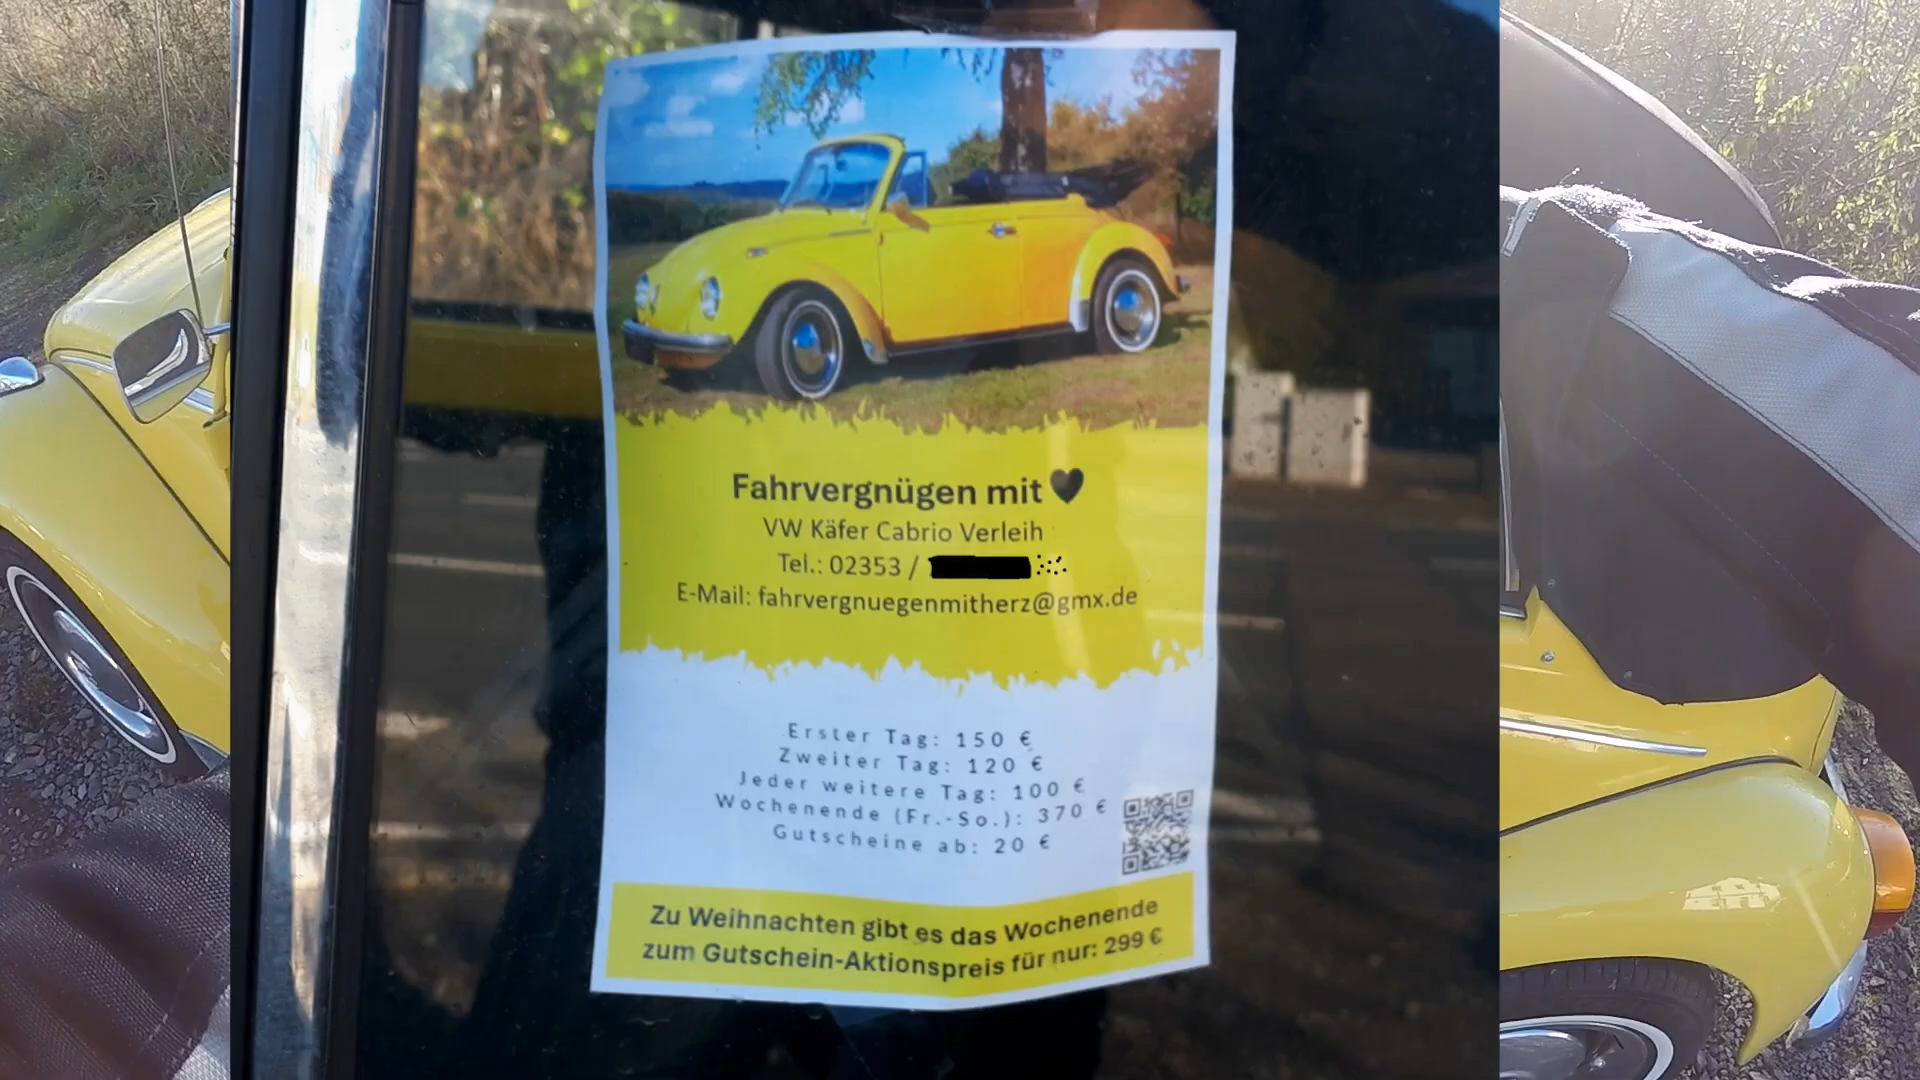 Fahrvergnügen mit 🖤
VW Käfer Cabrio Verleih
Tel.: 02353 /
E-Mail: fahrvergnuegenmitherz@gmx.de
Erster Tag: 150 €
Zweiter Tag: 120 €
Jeder weitere Tag: 100 €
Wochenende (Fr.-So.): 370 €
Gutscheine ab: 20 €
Zu Weihnachten gibt es das Wochenende
zum Gutschein-Aktionspreis für nur: 299 €